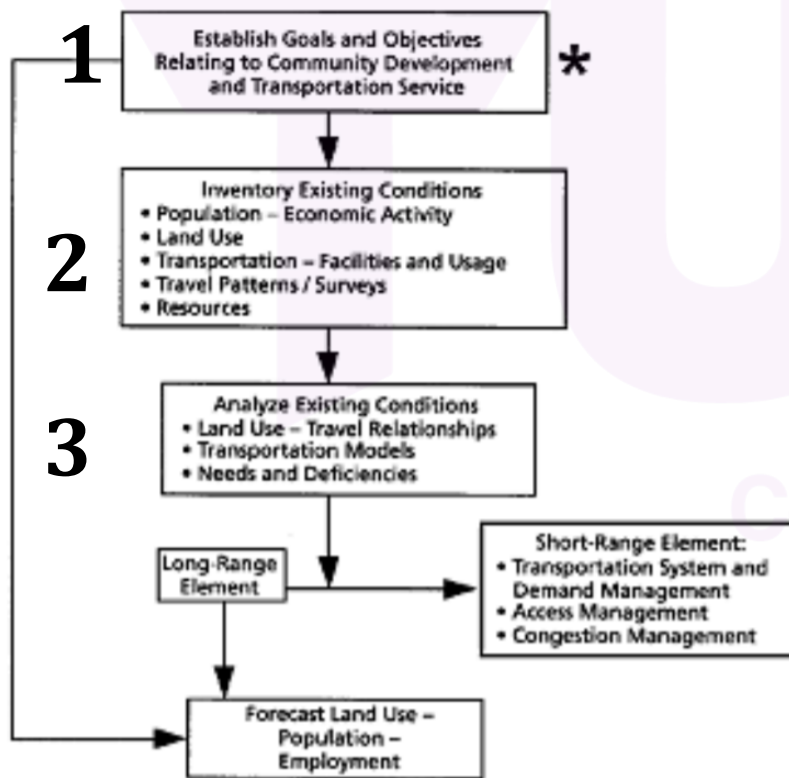 1
Establish Goals and Objectives
Relating to Community Development
and Transportation Service
*
2
Inventory Existing Conditions
• Population – Economic Activity
• Land Use
• Transportation – Facilities and Usage
• Travel Patterns / Surveys
• Resources
3
Analyze Existing Conditions
• Land Use – Travel Relationships
• Transportation Models
• Needs and Deficiencies
Long-Range
Element
Short-Range Element:
• Transportation System and
Demand Management
• Access Management
• Congestion Management
Forecast Land Use –
Population –
Employment